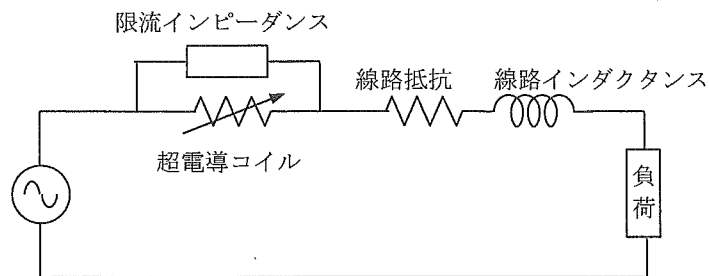 限流インピーダンス
線路抵抗
線路インダクタンス
超電導コイル
負荷